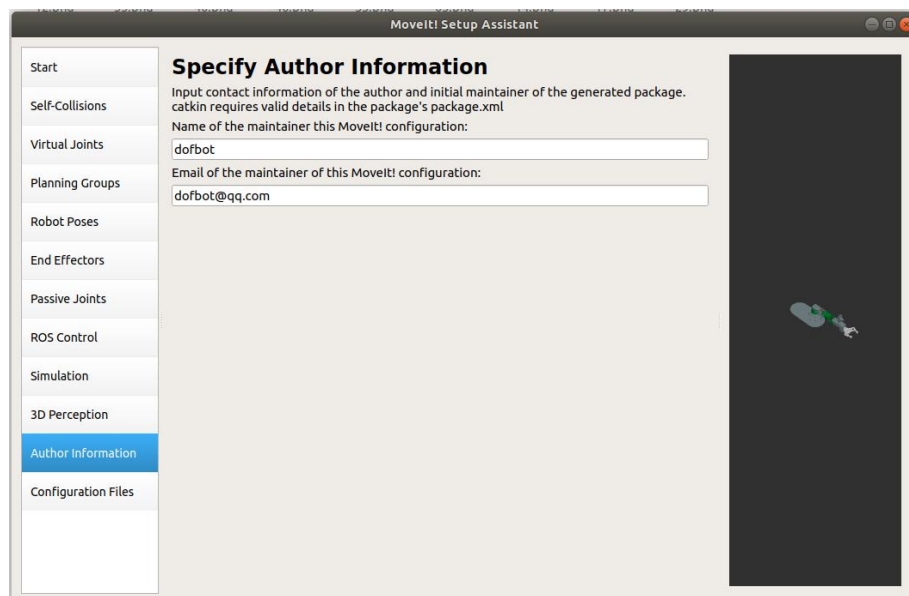 MoveIt! Setup Assistant
Start
Self-Collisions
Virtual Joints
Planning Groups
Robot Poses
End Effectors
Passive Joints
ROS Control
Simulation
3D Perception
Author Information
Configuration Files
Specify Author Information
Input contact information of the author and initial maintainer of the generated package.
catkin requires valid details in the package's package.xml
Name of the maintainer this MoveIt! configuration:
dofbot
Email of the maintainer of this MoveIt! configuration:
dofbot@qq.com